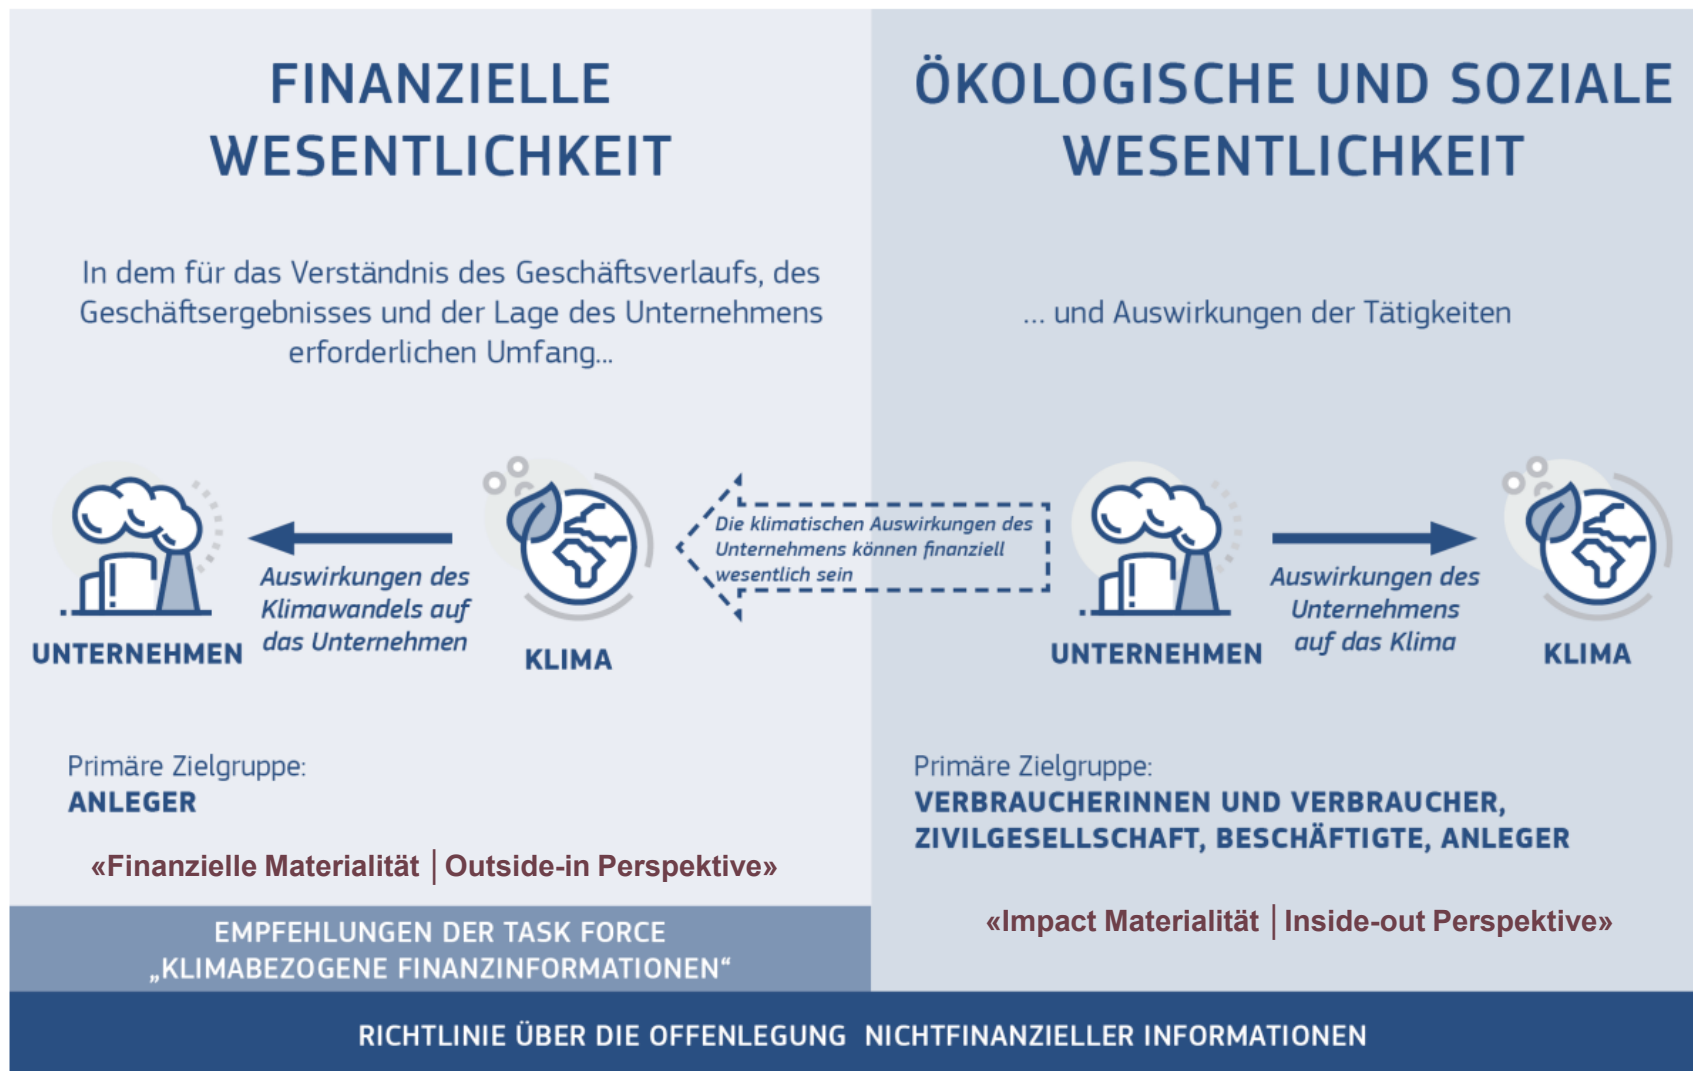 FINANZIELLE
WESENTLICHKEIT
In dem für das Verständnis des Geschäftsverlaufs, des
Geschäftsergebnisses und der Lage des Unternehmens
erforderlichen Umfang...
UNTERNEHMEN
Auswirkungen des
Klimawandels auf
das Unternehmen
KLIMA
Primäre Zielgruppe:
ANLEGER
«Finanzielle Materialität | Outside-in Perspektive»
EMPFEHLUNGEN DER TASK FORCE
„KLIMABEZOGENE FINANZINFORMATIONEN“
Die klimatischen Auswirkungen des
Unternehmens können finanziell
wesentlich sein
ÖKOLOGISCHE UND SOZIALE
WESENTLICHKEIT
... und Auswirkungen der Tätigkeiten
UNTERNEHMEN
Auswirkungen des
Unternehmens
auf das Klima
KLIMA
Primäre Zielgruppe:
VERBRAUCHERINNEN UND VERBRAUCHER,
ZIVILGESELLSCHAFT, BESCHÄFTIGTE, ANLEGER
«Impact Materialität | Inside-out Perspektive»
RICHTLINIE ÜBER DIE OFFENLEGUNG NICHTFINANZIELLER INFORMATIONEN